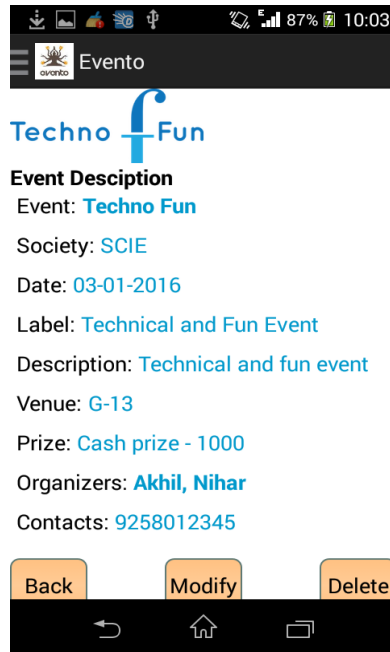 E 87% 10:03
evento Evento
Techno Fun
Event Desciption
Event: Techno Fun
Society: SCIE
Date: 03-01-2016
Label: Technical and Fun Event
Description: Technical and fun event
Venue: G-13
Prize: Cash prize - 1000
Organizers: Akhil, Nihar
Contacts: 9258012345
Back Modify Delete